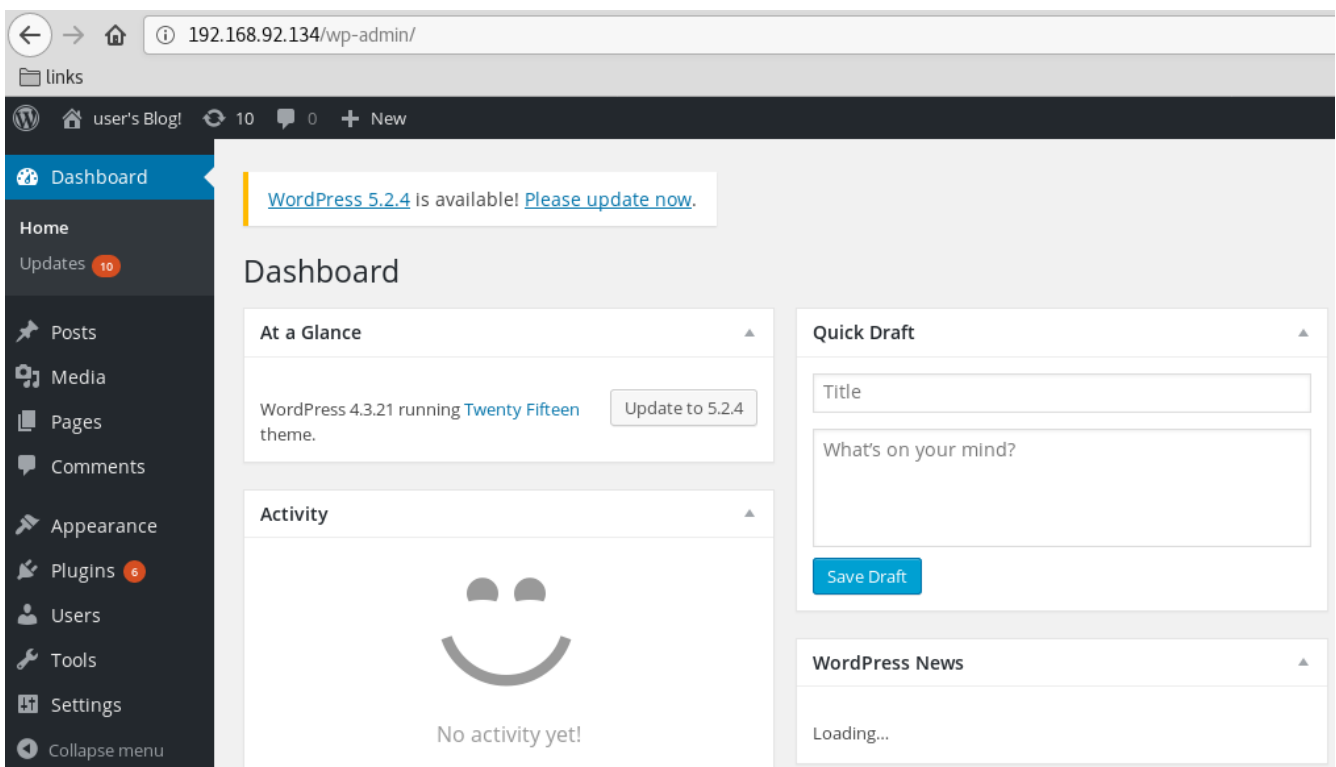 192.168.92.134/wp-admin/
links
user's Blog! 10 0 New
Dashboard
Home
Updates 10
Posts
Media
Pages
Comments
Appearance
Plugins 6
Users
Tools
Settings
Collapse menu
WordPress 5.2.4 is available! Please update now.
Dashboard
At a Glance
WordPress 4.3.21 running Twenty Fifteen
theme.
Update to 5.2.4
Activity
No activity yet!
Quick Draft
Title
What's on your mind?
Save Draft
WordPress News
Loading...